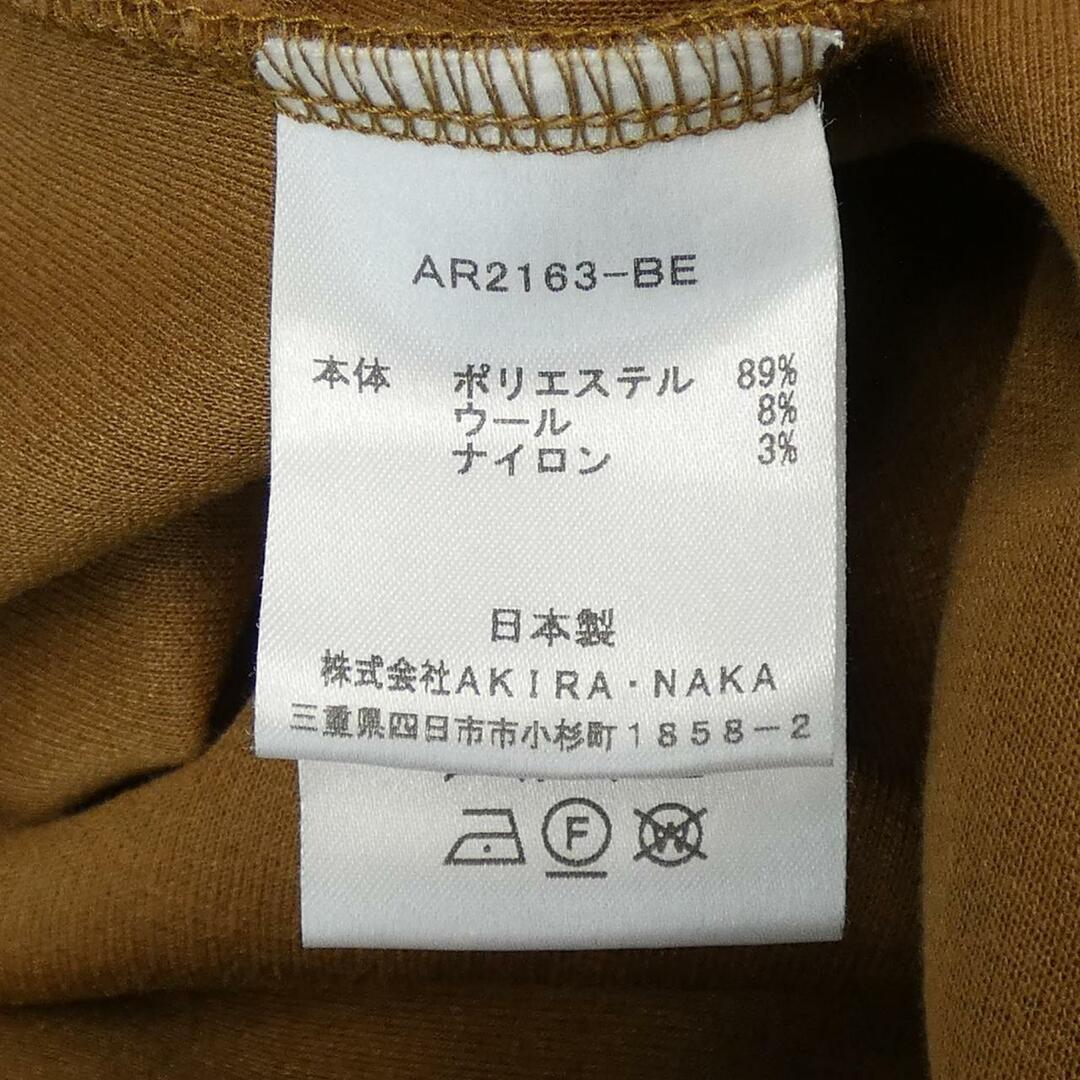 AR2163-BE
本体 ポリエステル 89%
ウール 8%
ナイロン 3%
日本製
株式会社AKIRA・NAKA
三重県四日市市小杉町1858-2
F W